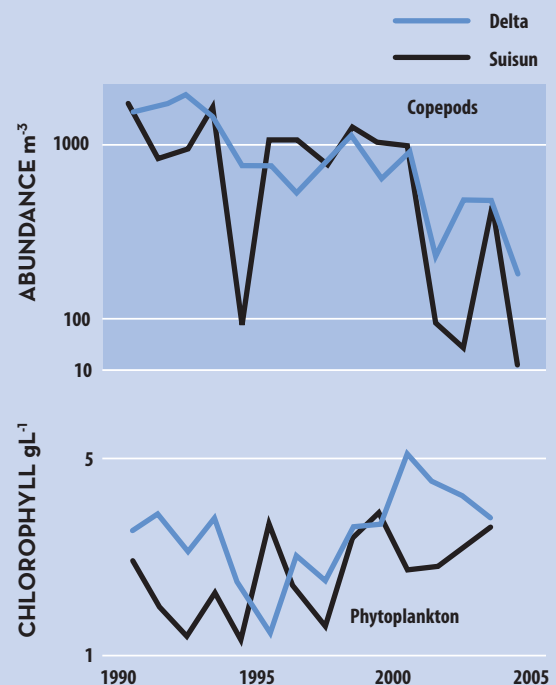 Delta
Suisun
Copepods
ABUNDANCE m-3
1000
100
10
CHLOROPHYLL gL-1
5
1
Phytoplankton
1990 1995 2000 2005